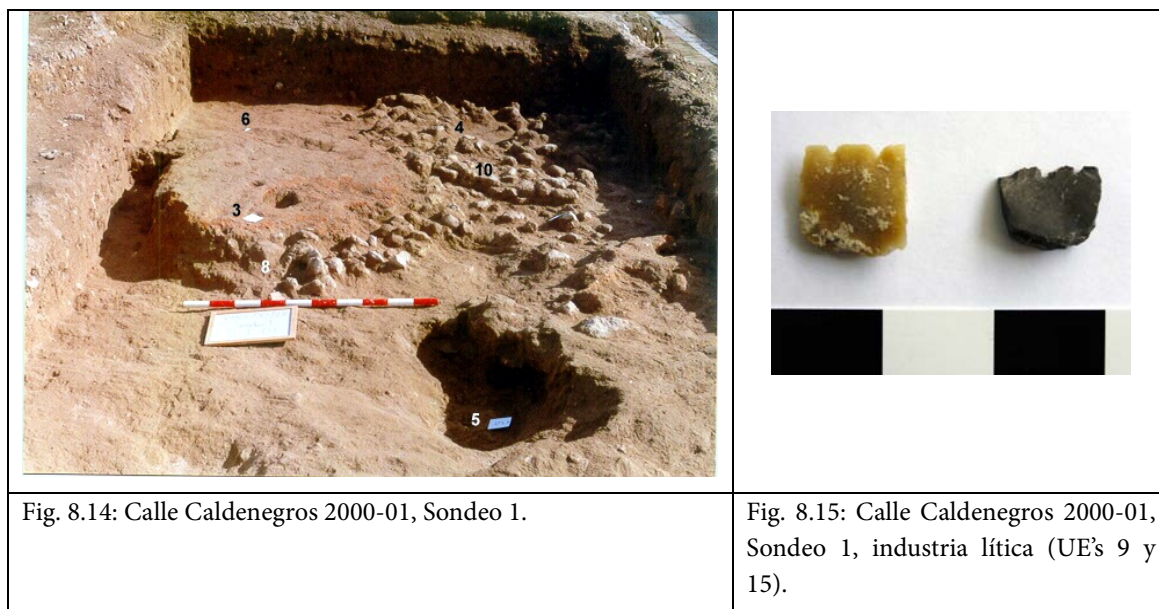 6
4
10
3
8
5
Fig. 8.14: Calle Caldenegros 2000-01, Sondeo 1.
Fig. 8.15: Calle Caldenegros 2000-01,
Sondeo 1, industria lítica (UE's 9 y
15).